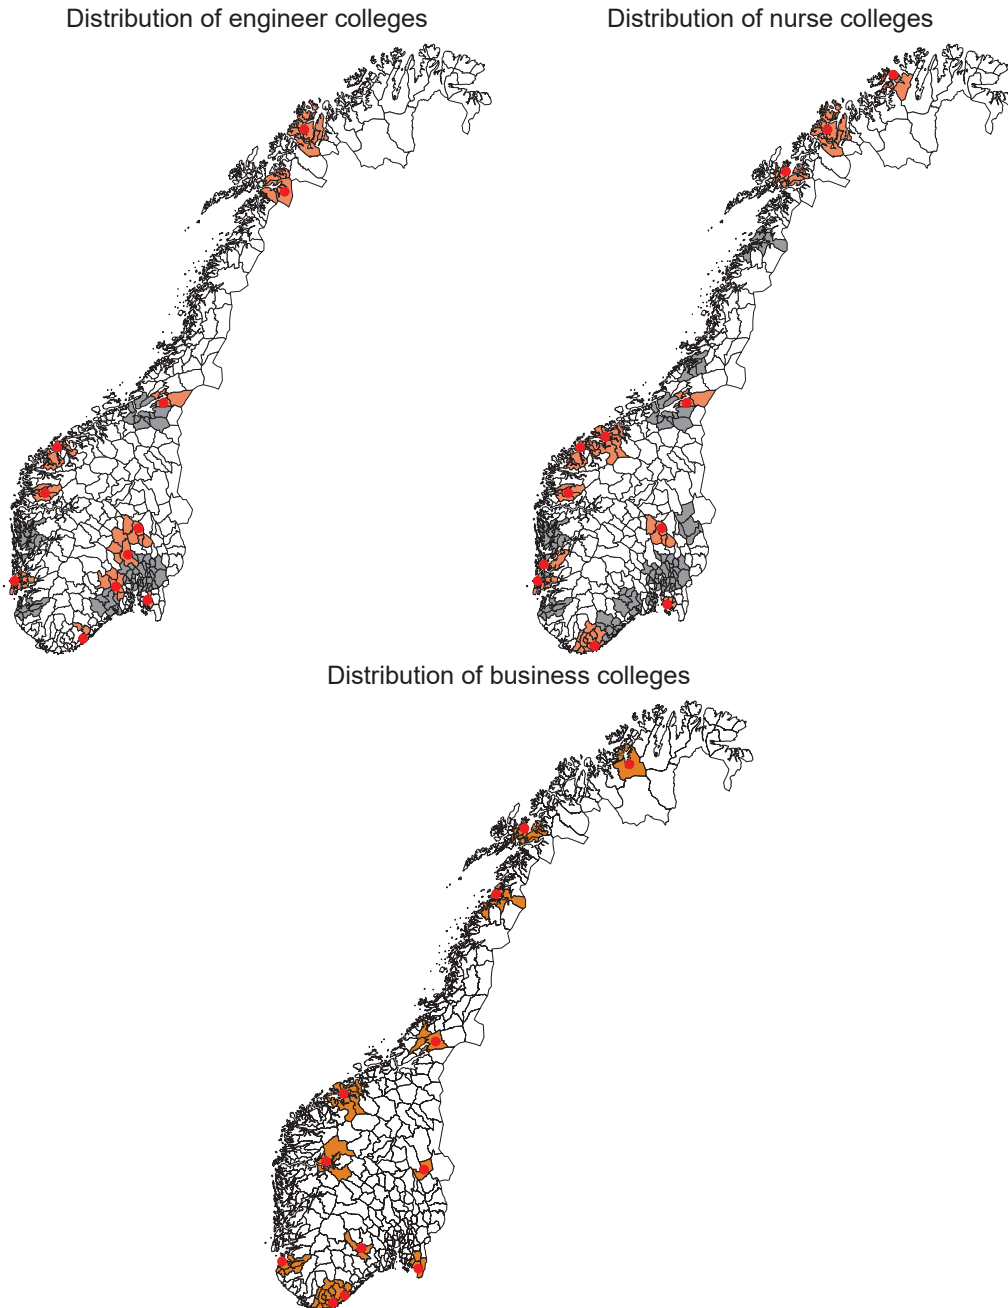 Distribution of engineer colleges
Distribution of nurse colleges
Distribution of business colleges